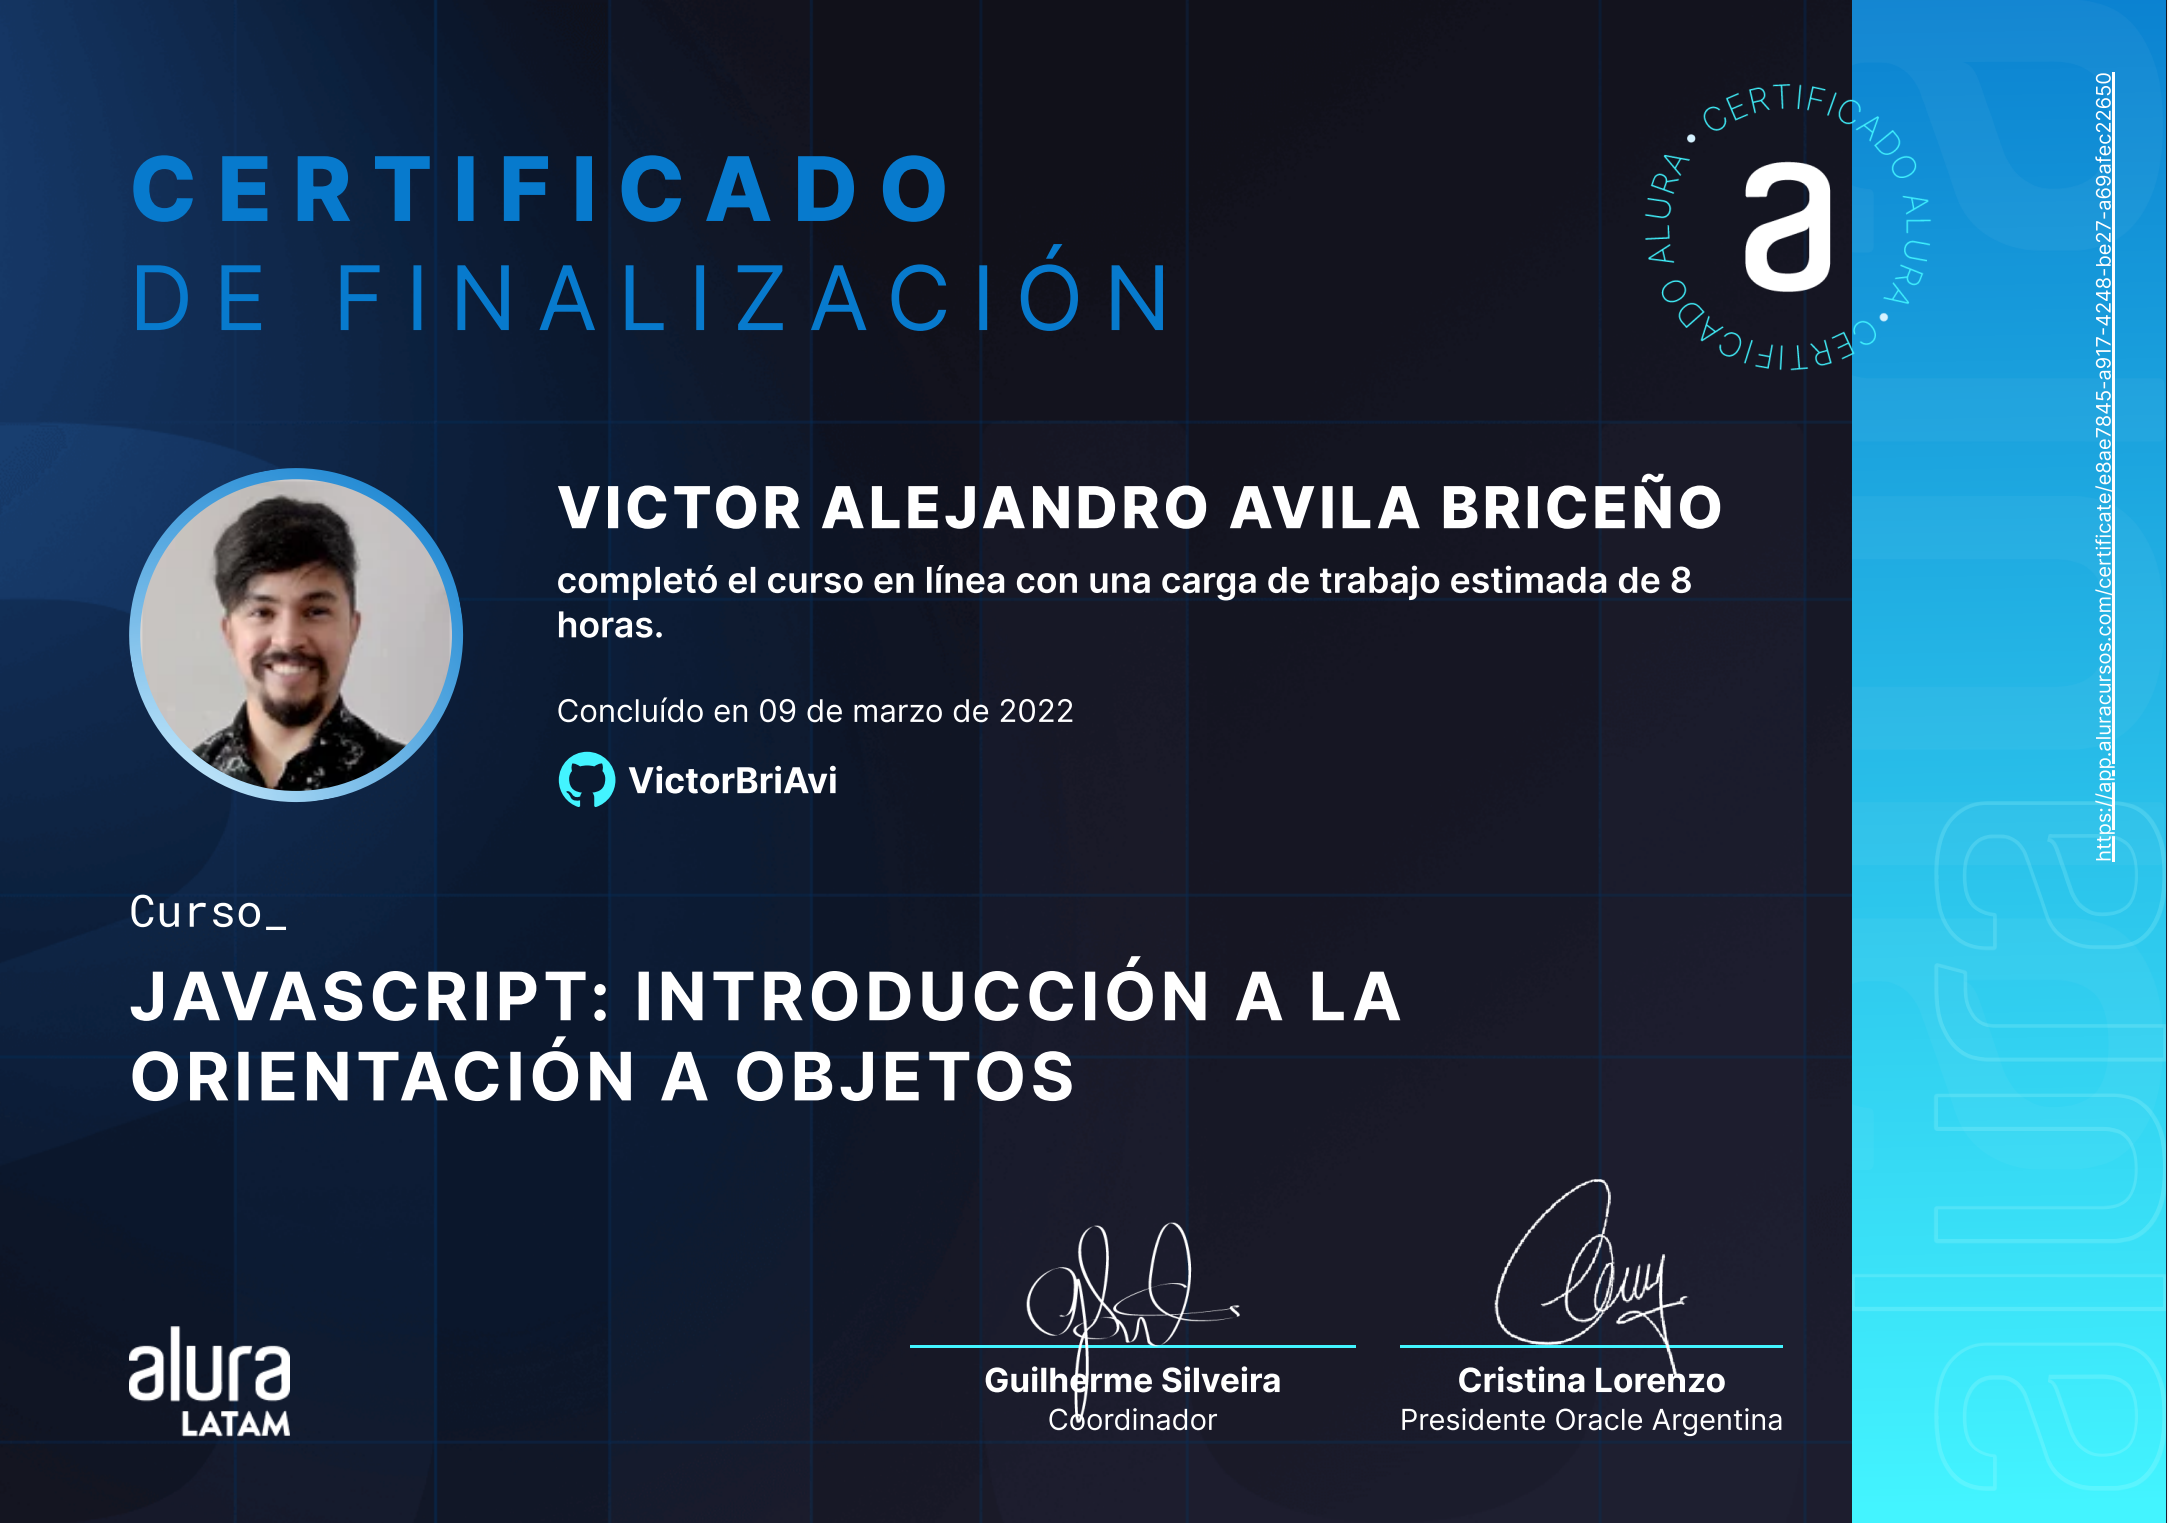 CERTIFICADO
DE FINALIZACIÓN
CERTIFICADO ALURA • CERTIFICADO ALURA •
a
VICTOR ALEJANDRO AVILA BRICEÑO
completó el curso en línea con una carga de trabajo estimada de 8
horas.
Concluído en 09 de marzo de 2022
VictorBriAvi
Curso_
JAVASCRIPT: INTRODUCCIÓN A LA
ORIENTACIÓN A OBJETOS
Guilherme Silveira
Coordinador
Cristina Lorenzo
Presidente Oracle Argentina
alura
LATAM
https://app.aluracursos.com/certificate/e8ae7845-a917-4248-be27-a69afec22650
alura